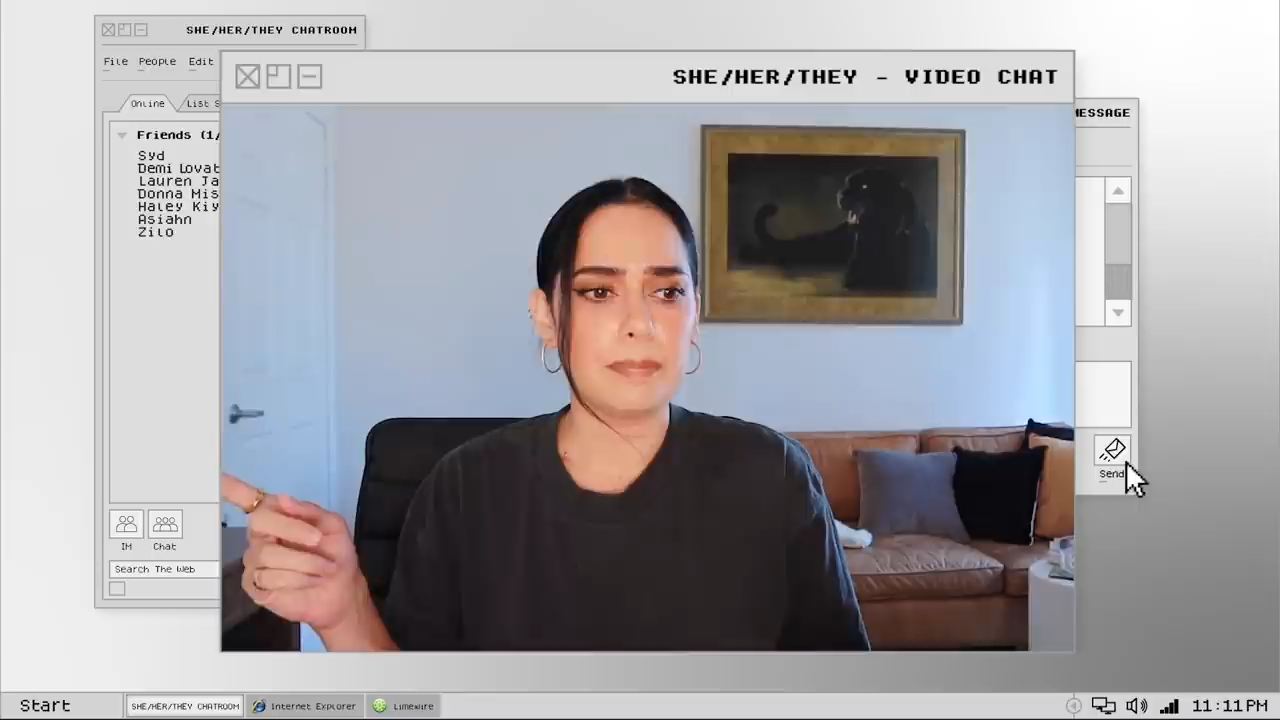 SHE/HER/THEY CHATROOM
File People Edit
SHE/HER/THEY - VIDEO CHAT
MESSAGE
Online
List S
Friends (1/
Syd
Demi Lovat
Lauren Ja
Donna Mis
Haley Kiy
Asiahn
Zilo
Send
IM
Chat
Search The Web
Start
SHE/HER/THEY CHATROOM
Internet Explorer
Limewire
11:11PM